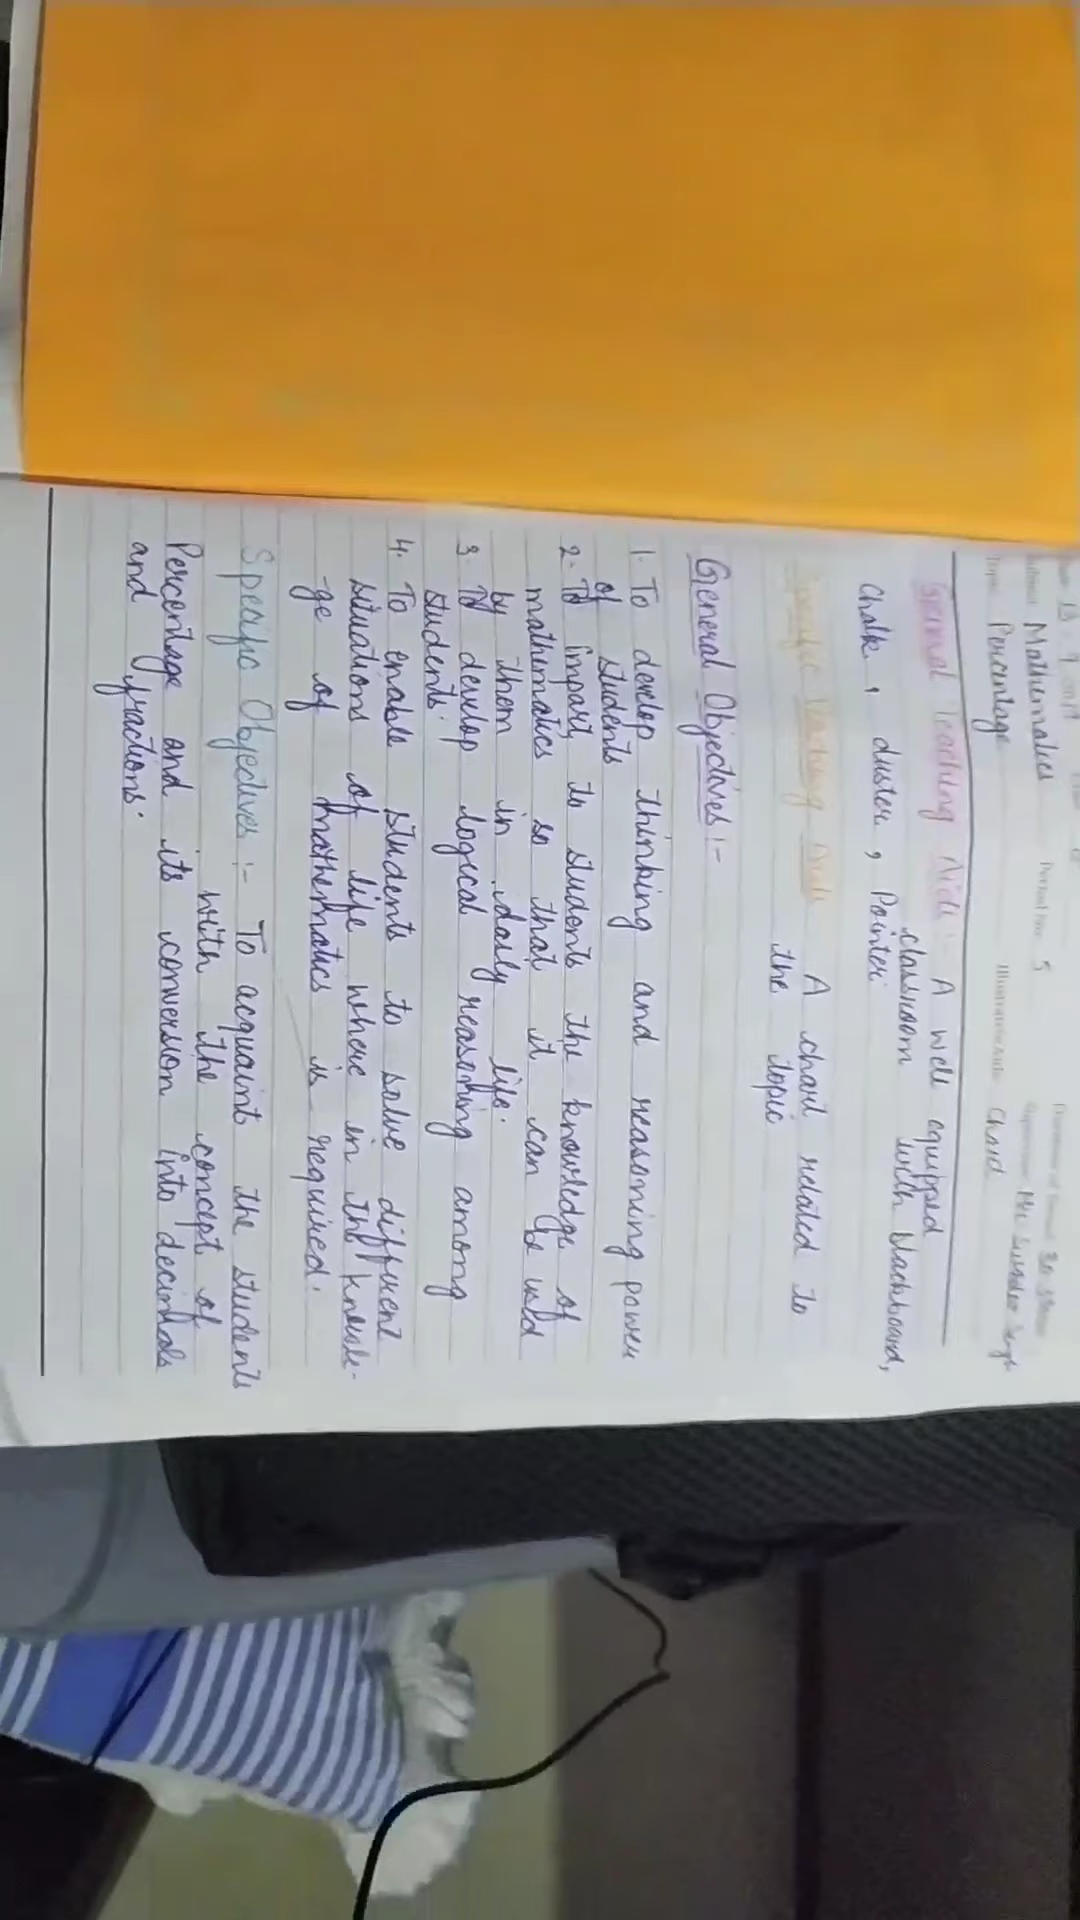 Mathematics Period No. 5
Topic Percentage Chart
General Teaching Aids :- A well equipped
classroom with blackboard,
Chalk, duster, Pointer
Specific Teaching Aids A chart related to
the topic
General Objectives :-
1. To develop thinking and reasoning power
of students
2. To impart to students the knowledge of
mathematics so that it can be used
by them in daily life.
3. To develop logical reasoning among
students.
4. To enable students to solve different
situations of life where in the knowle-
ge of mathematics is required.
Specific Objectives :- To acquaint the students
with the concept of
Percentage and its conversion into decimals
and fractions.